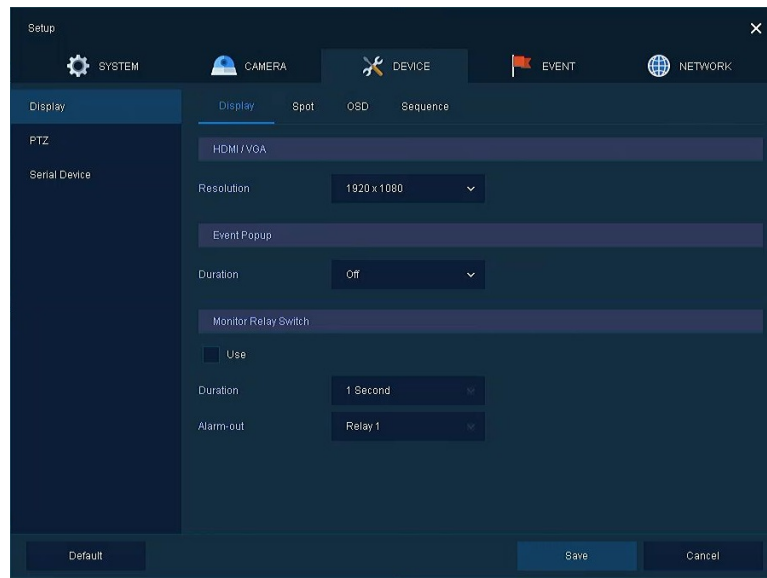 Setup
SYSTEM CAMERA DEVICE EVENT NETWORK
Display
PTZ
Serial Device
Display Spot OSD Sequence
HDMI / VGA
Resolution 1920 x 1080
Event Popup
Duration Off
Monitor Relay Switch
Use
Duration 1 Second
Alarm-out Relay 1
Default Save Cancel